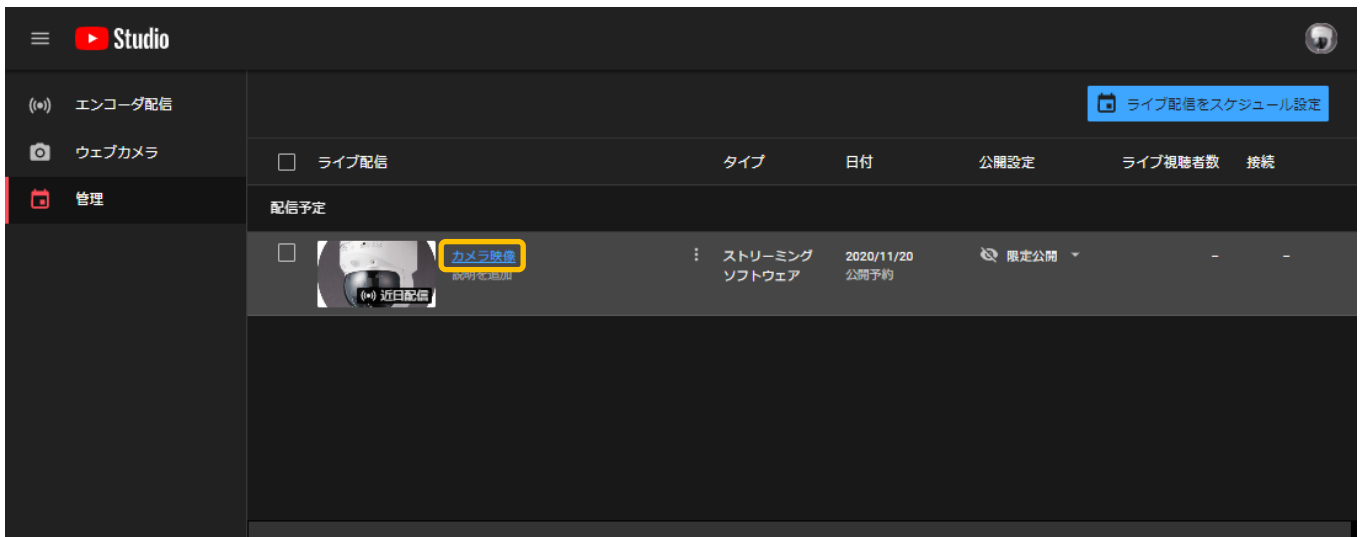 Studio
エンコーダ配信
ライブ配信をスケジュール設定
ウェブカメラ
ライブ配信 タイプ 日付 公開設定 ライブ視聴者数 接続
管理
配信予定
カメラ映像 ストリーミング 2020/11/20 限定公開 – –
説明を追加 ソフトウェア 公開予約
近日配信